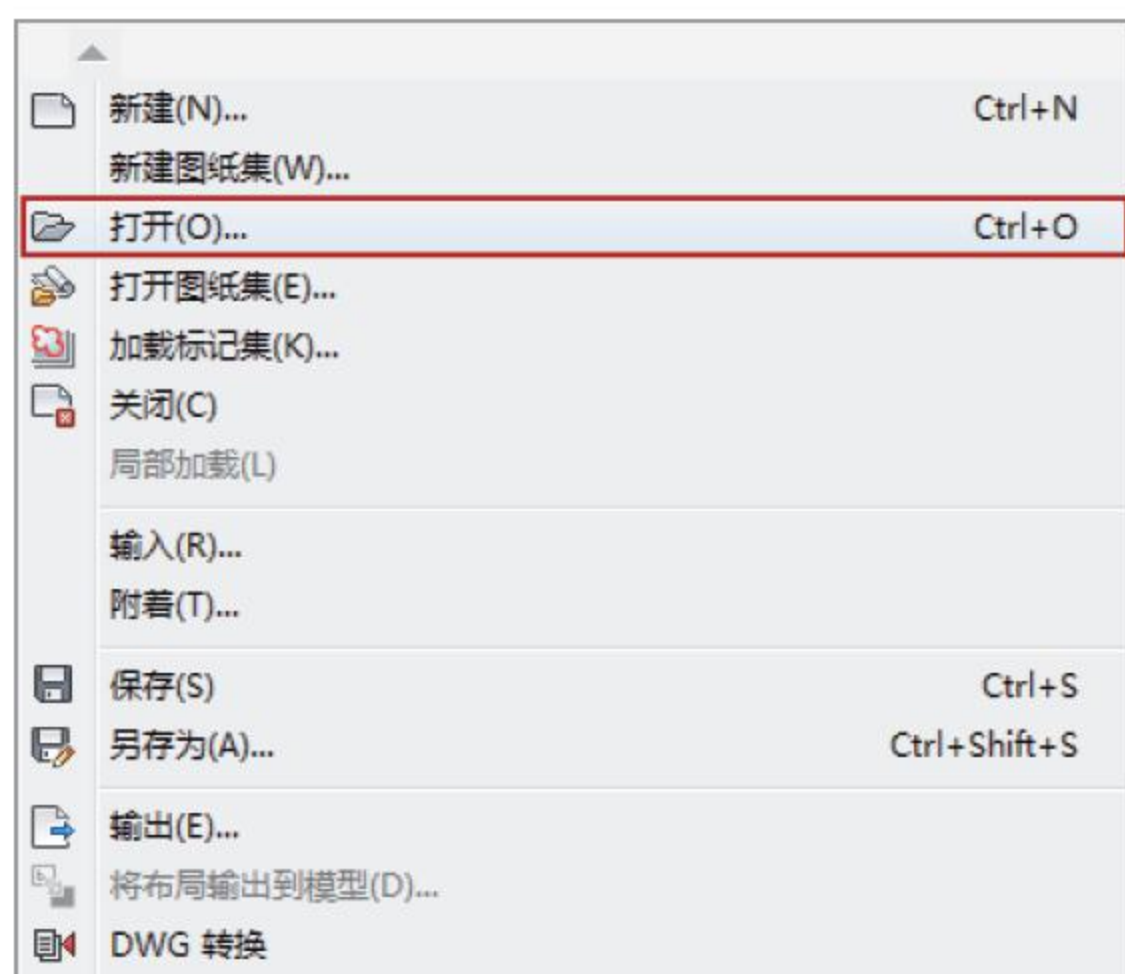 新建(N)... Ctrl+N
新建图纸集(W)...
打开(O)... Ctrl+O
打开图纸集(E)...
加载标记集(K)...
关闭(C)
局部加载(L)
输入(R)...
附着(T)...
保存(S) Ctrl+S
另存为(A)... Ctrl+Shift+S
输出(E)...
将布局输出到模型(D)...
DWG 转换